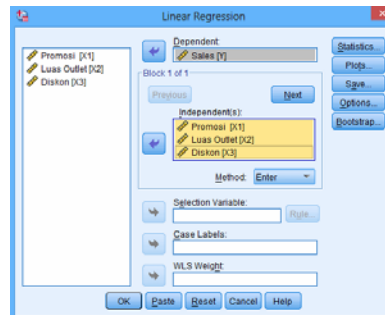 Linear Regression
Promosi [X1]
Luas Outlet [X2]
Diskon [X3]
Dependent:
Sales [Y]
Block 1 of 1
Previous
Next
Independent(s):
Promosi [X1]
Luas Outlet [X2]
Diskon [X3]
Method: Enter
Selection Variable:
Rule...
Case Labels:
WLS Weight:
Statistics...
Plots...
Save...
Options...
Bootstrap...
OK Paste Reset Cancel Help